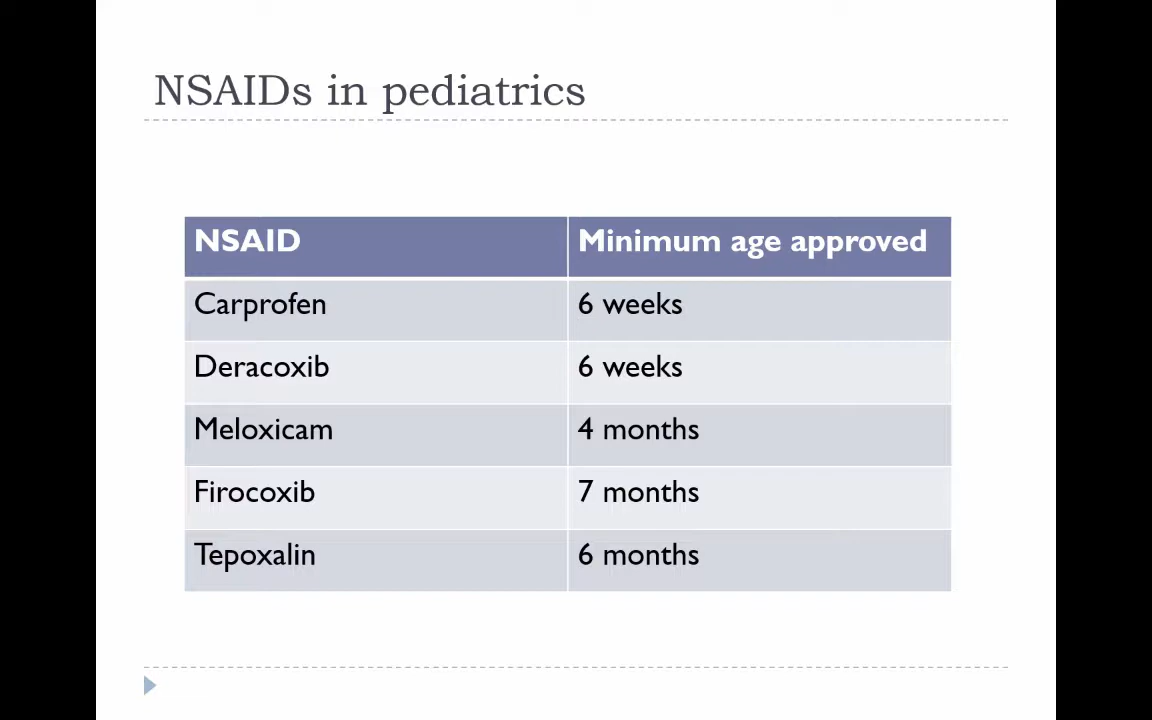 NSAIDs in pediatrics
NSAID Minimum age approved
Carprofen 6 weeks
Deracoxib 6 weeks
Meloxicam 4 months
Firocoxib 7 months
Tepoxalin 6 months